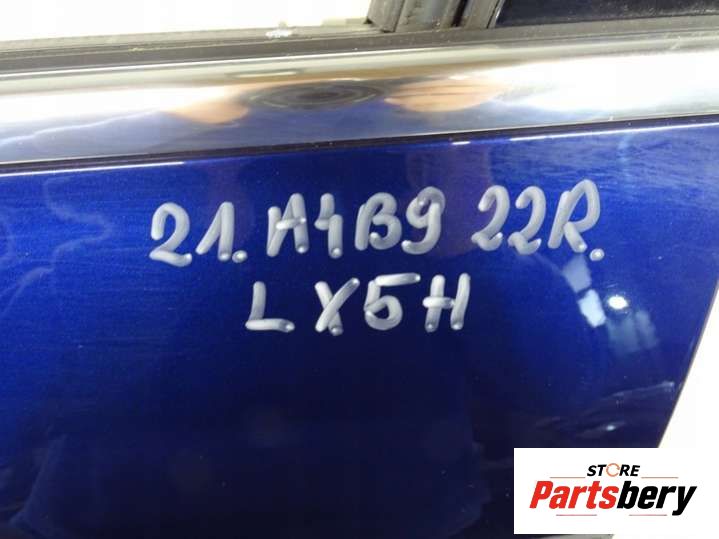 21. A4B9 22R.
LX5H
STORE
Partsbery